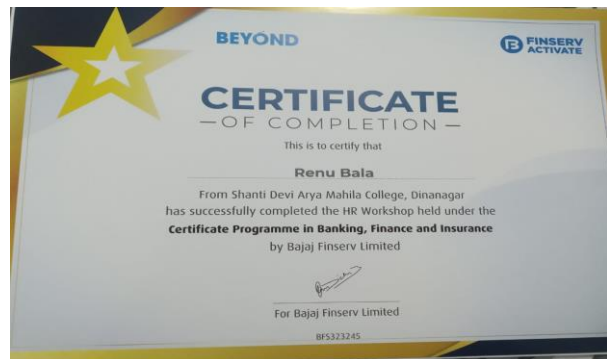 BEYOND
FINSERV
ACTIVATE
CERTIFICATE
— OF COMPLETION —
This is to certify that
Renu Bala
From Shanti Devi Arya Mahila College, Dinanagar
has successfully completed the HR Workshop held under the
Certificate Programme in Banking, Finance and Insurance
by Bajaj Finserv Limited
For Bajaj Finserv Limited
BFS323245